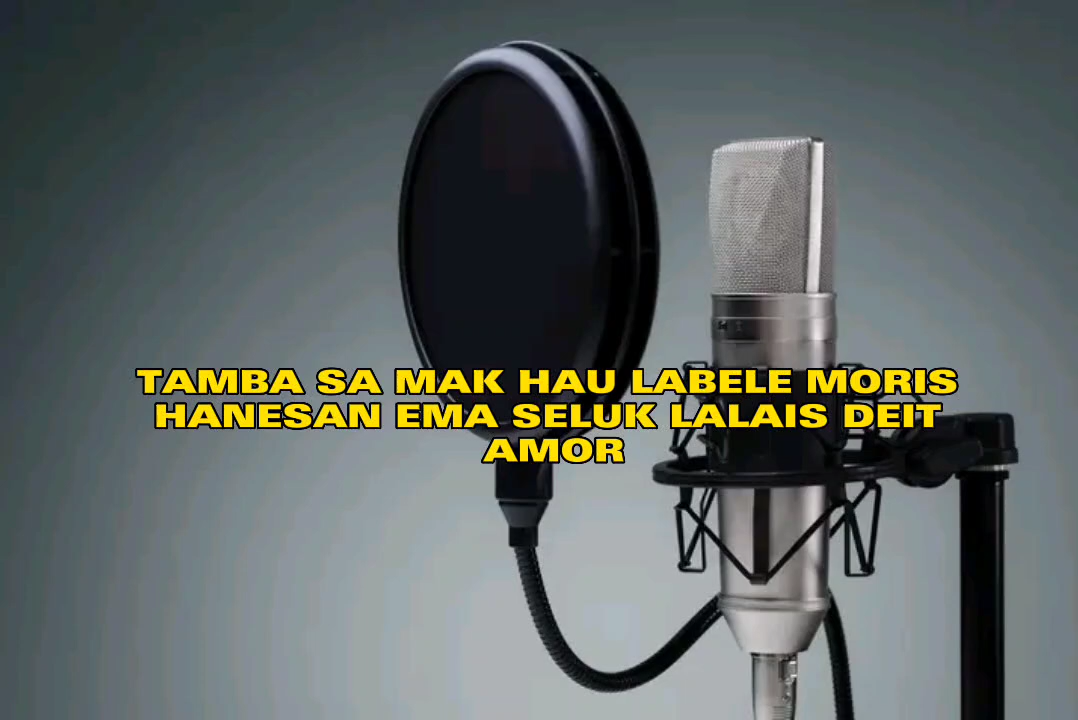 TAMBA SA MAK HAU LABELE MORIS
HANESAN EMA SELUK LALAIS DEIT
AMOR